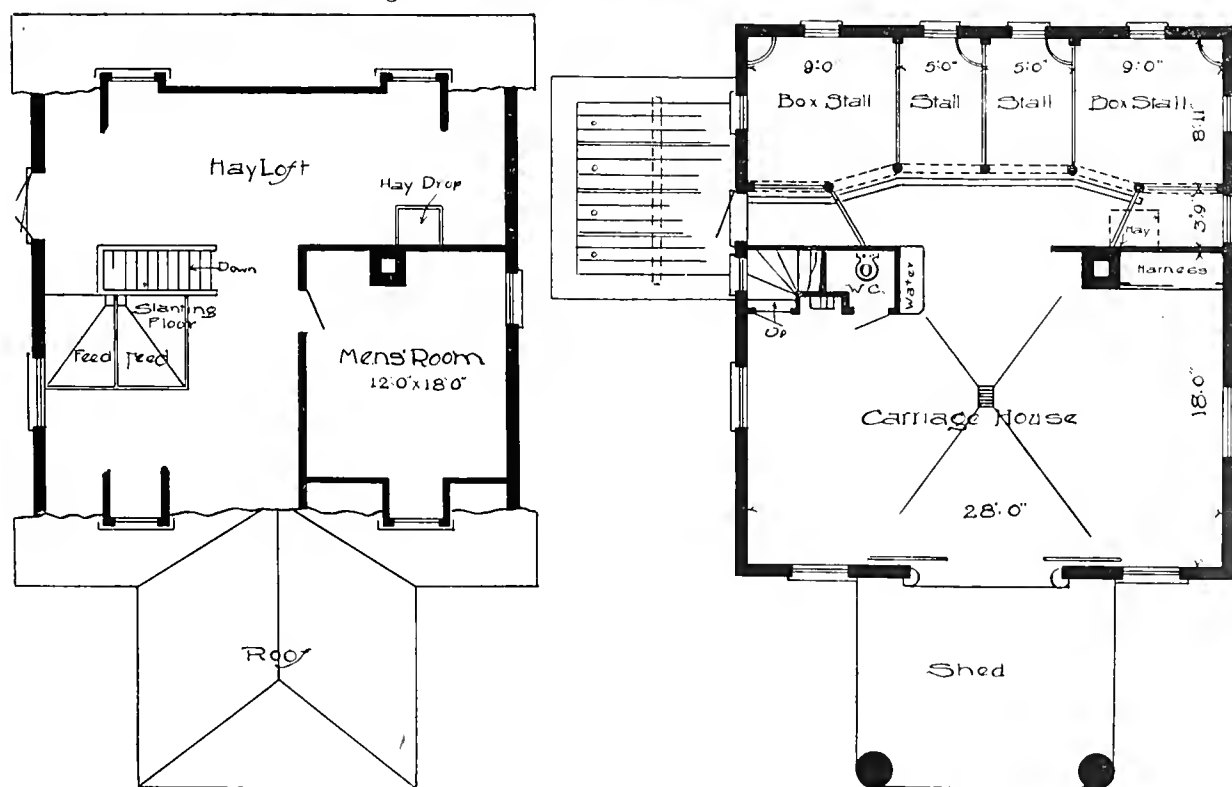 Hay Loft
Hay Drop
Down
Slanting
Floor
Feed Feed
Mens' Room
12'.0"x18'.0"
Roof
9'.0" 5'.0" 5'.0" 9'.0"
Box Stall Stall Stall Box Stall
8'.11"
3'.9"
Hay
Harness
W.C.
Water
Up
Carriage House
18'.0"
28'.0"
Shed